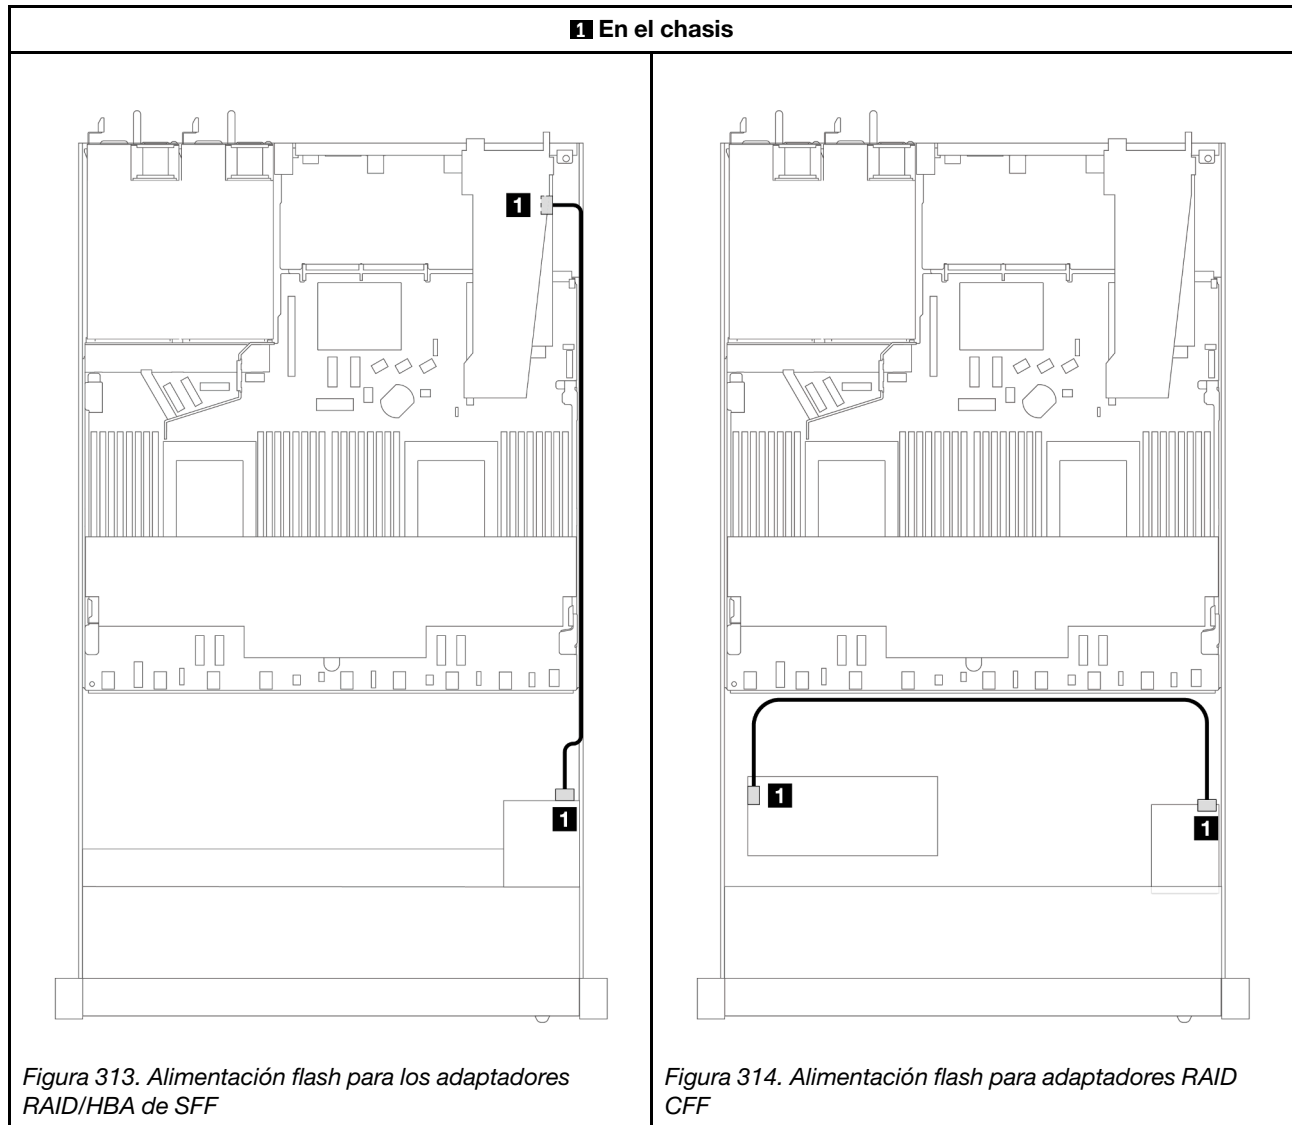 1 En el chasis
1
1
Figura 313. Alimentación flash para los adaptadores
RAID/HBA de SFF
1
1
Figura 314. Alimentación flash para adaptadores RAID
CFF